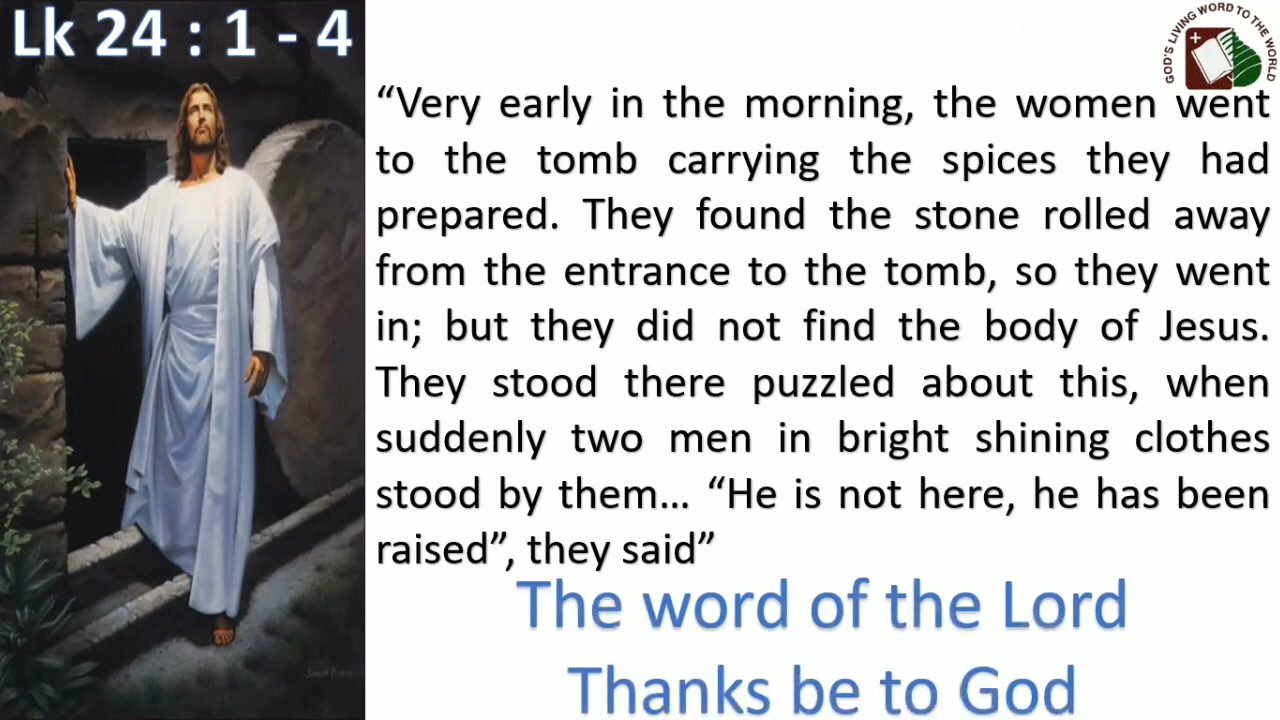 Lk 24 : 1 - 4
GOD'S LIVING WORD TO THE WORLD
“Very early in the morning, the women went
to the tomb carrying the spices they had
prepared. They found the stone rolled away
from the entrance to the tomb, so they went
in; but they did not find the body of Jesus.
They stood there puzzled about this, when
suddenly two men in bright shining clothes
stood by them… “He is not here, he has been
raised”, they said”
The word of the Lord
Thanks be to God